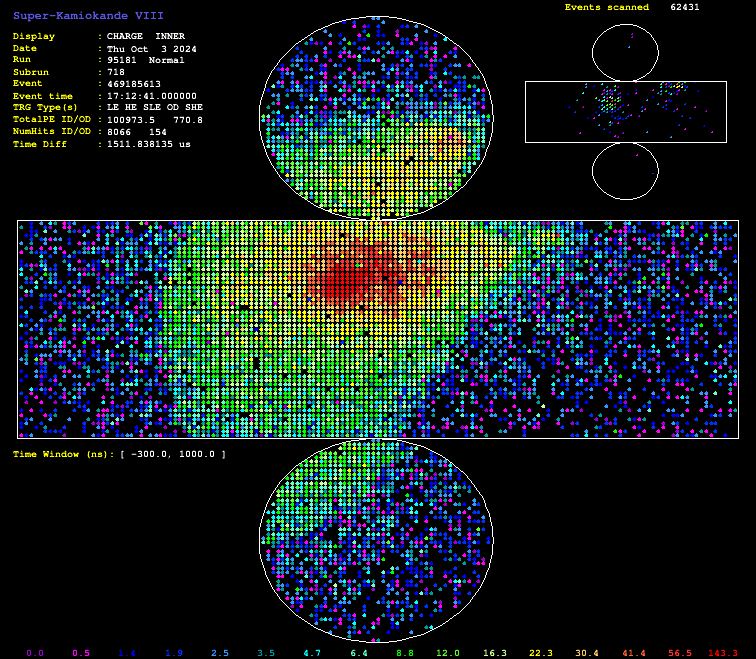 Super-Kamiokande VIII
Events scanned 62431
Display : CHARGE INNER
Date : Thu Oct 3 2024
Run : 95181 Normal
Subrun : 718
Event : 469185613
Event time : 17:12:41.000000
TRG Type(s) : LE HE SLE OD SHE
TotalPE ID/OD : 100973.5 770.8
NumHits ID/OD : 8066 154
Time Diff : 1511.838135 us
Time Window (ns): [ -300.0, 1000.0 ]
0.0 0.5 1.4 1.9 2.5 3.5 4.7 6.4 8.8 12.0 16.3 22.3 30.4 41.4 56.5 143.3